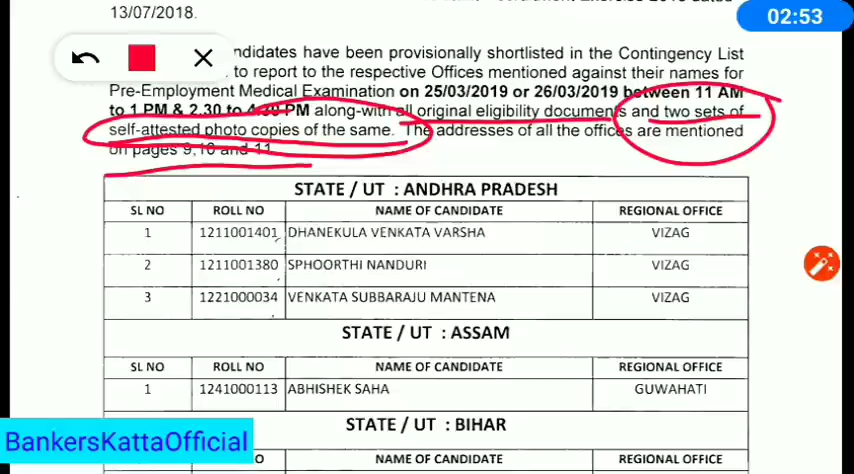 13/07/2018.
02:53
ndidates have been provisionally shortlisted in the Contingency List
to report to the respective Offices mentioned against their names for
Pre-Employment Medical Examination on 25/03/2019 or 26/03/2019 between 11 AM
to 1 PM & 2.30 to 4.30 PM along-with all original eligibility documents and two sets of
self-attested photo copies of the same. The addresses of all the offices are mentioned
on pages 9,10 and 11
STATE / UT : ANDHRA PRADESH
SL NO ROLL NO NAME OF CANDIDATE REGIONAL OFFICE
1 1211001401 DHANEKULA VENKATA VARSHA VIZAG
2 1211001380 SPHOORTHI NANDURI VIZAG
3 1221000034 VENKATA SUBBARAJU MANTENA VIZAG
STATE / UT : ASSAM
SL NO ROLL NO NAME OF CANDIDATE REGIONAL OFFICE
1 1241000113 ABHISHEK SAHA GUWAHATI
STATE / UT : BIHAR
BankersKattaOfficial
O NAME OF CANDIDATE REGIONAL OFFICE